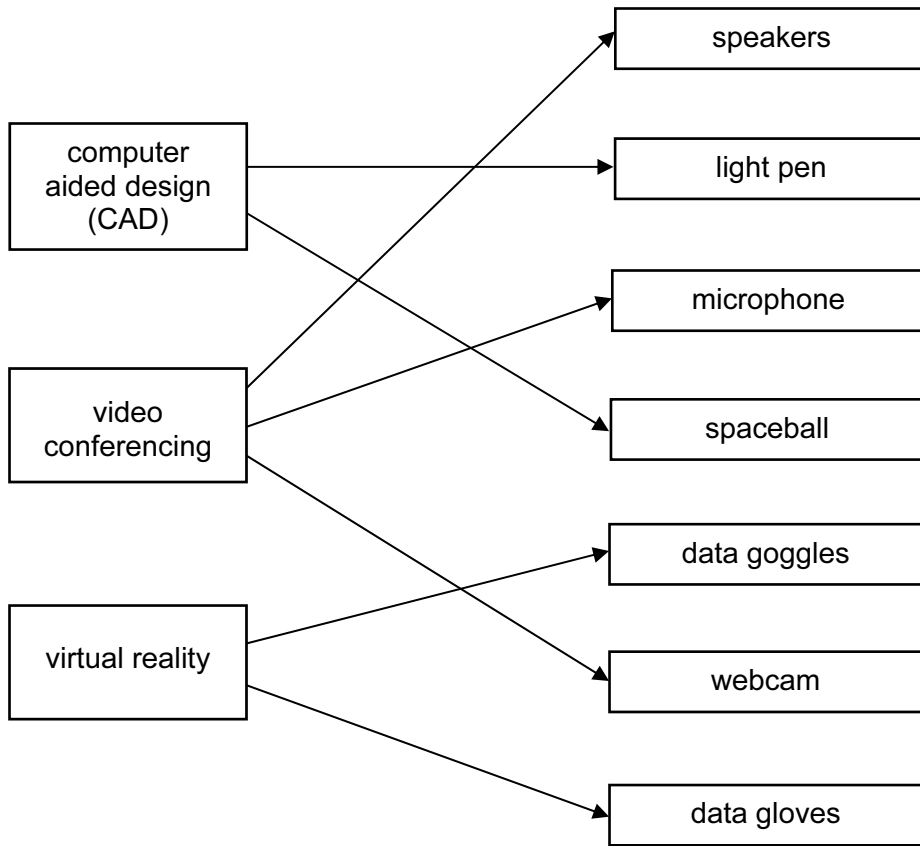 computer
aided design
(CAD)
video
conferencing
virtual reality
speakers
light pen
microphone
spaceball
data goggles
webcam
data gloves